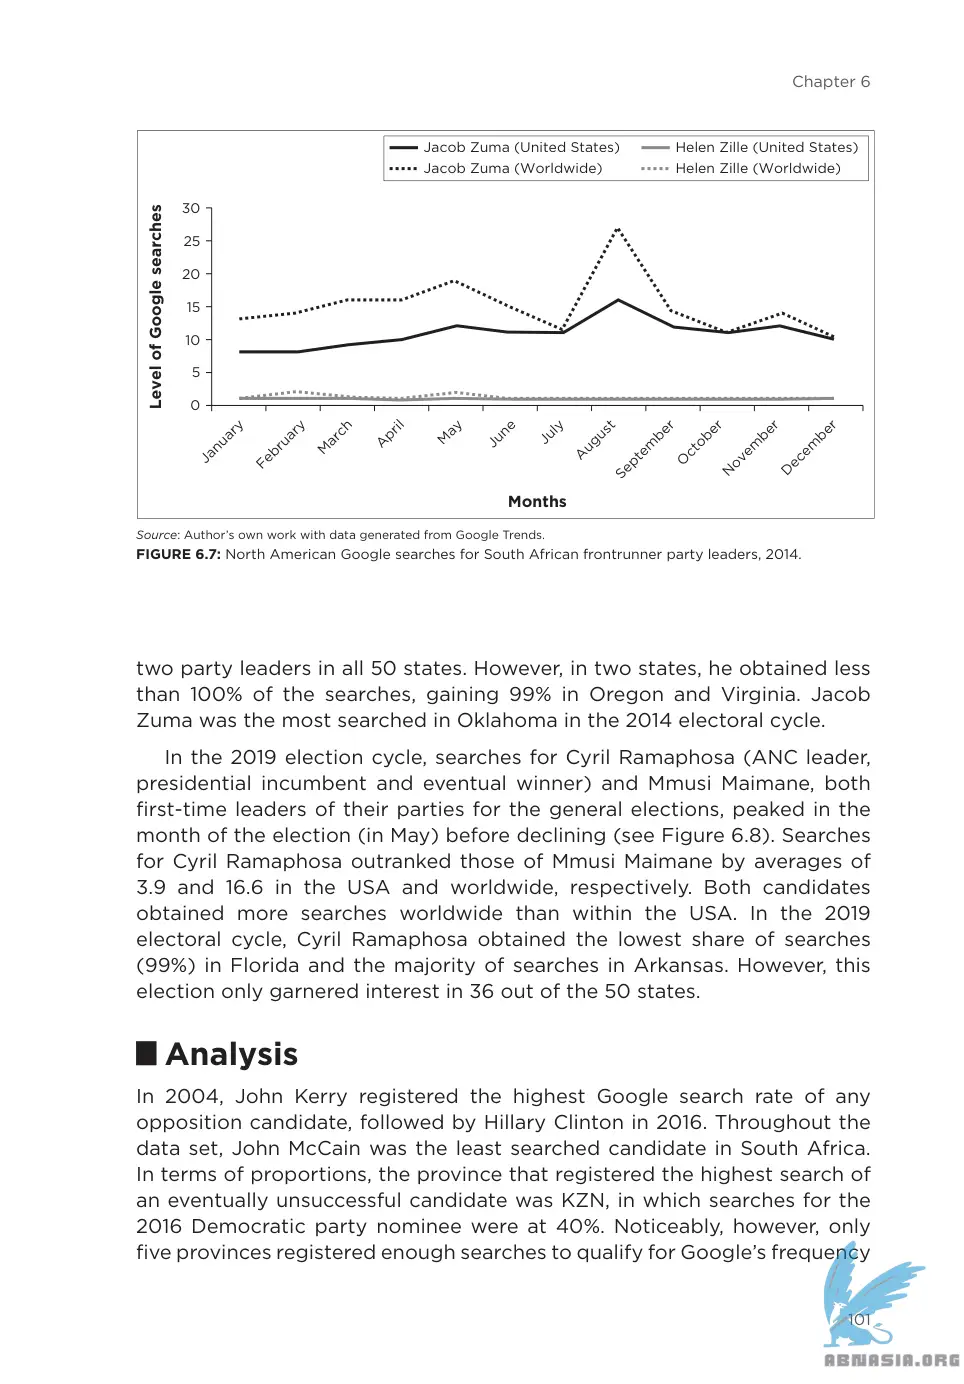 Chapter 6
Jacob Zuma (United States)
Helen Zille (United States)
Jacob Zuma (Worldwide)
Helen Zille (Worldwide)
Level of Google searches
30
25
20
15
10
5
0
January
February
March
April
May
June
July
August
September
October
November
December
Months
Source: Author’s own work with data generated from Google Trends.
FIGURE 6.7: North American Google searches for South African frontrunner party leaders, 2014.
two party leaders in all 50 states. However, in two states, he obtained less
than 100% of the searches, gaining 99% in Oregon and Virginia. Jacob
Zuma was the most searched in Oklahoma in the 2014 electoral cycle.
In the 2019 election cycle, searches for Cyril Ramaphosa (ANC leader,
presidential incumbent and eventual winner) and Mmusi Maimane, both
first-time leaders of their parties for the general elections, peaked in the
month of the election (in May) before declining (see Figure 6.8). Searches
for Cyril Ramaphosa outranked those of Mmusi Maimane by averages of
3.9 and 16.6 in the USA and worldwide, respectively. Both candidates
obtained more searches worldwide than within the USA. In the 2019
electoral cycle, Cyril Ramaphosa obtained the lowest share of searches
(99%) in Florida and the majority of searches in Arkansas. However, this
election only garnered interest in 36 out of the 50 states.
Analysis
In 2004, John Kerry registered the highest Google search rate of any
opposition candidate, followed by Hillary Clinton in 2016. Throughout the
data set, John McCain was the least searched candidate in South Africa.
In terms of proportions, the province that registered the highest search of
an eventually unsuccessful candidate was KZN, in which searches for the
2016 Democratic party nominee were at 40%. Noticeably, however, only
five provinces registered enough searches to qualify for Google’s frequency
101
ABNASIA.ORG